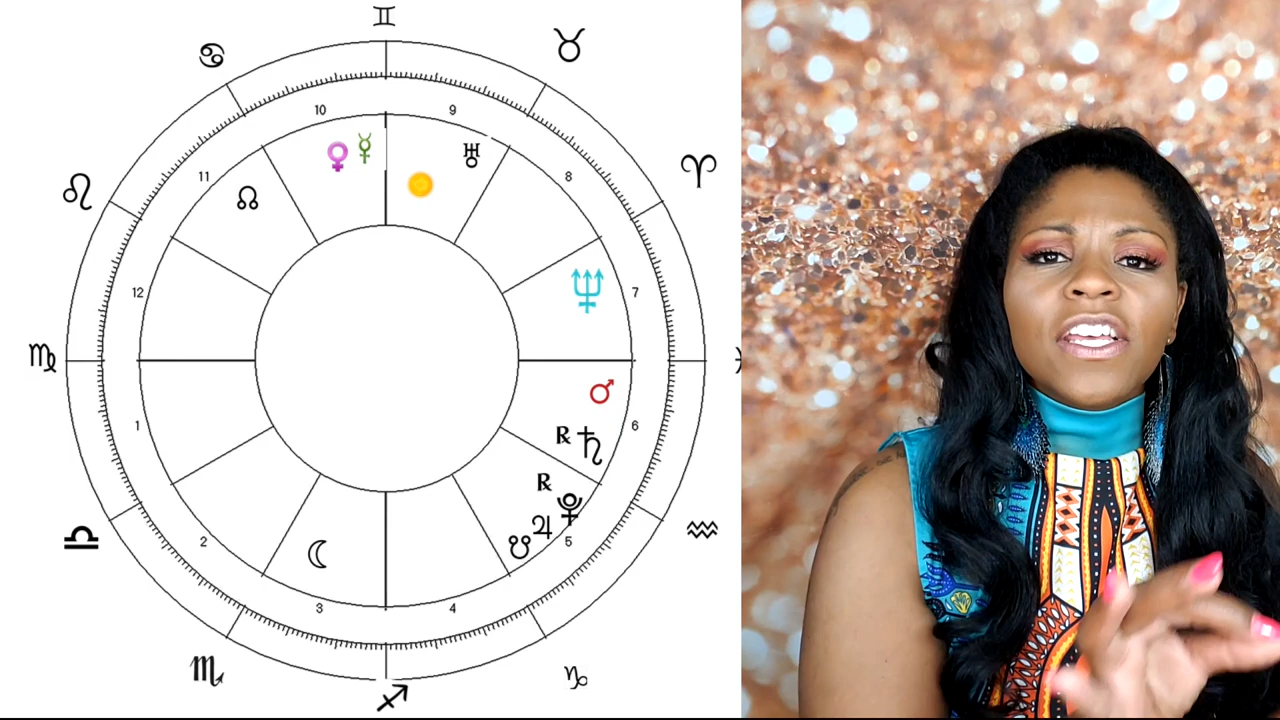 ♊
♋ ♉
10 9
♀ ☿ ♅
11 8
♌ ☊ ♈
12 7
♆
♍
♂
1 6
℞ ♄
℞ ♇
♎ ♃ ♒
2 ☋ 5
☾
3 4
♏ ♐ ♑